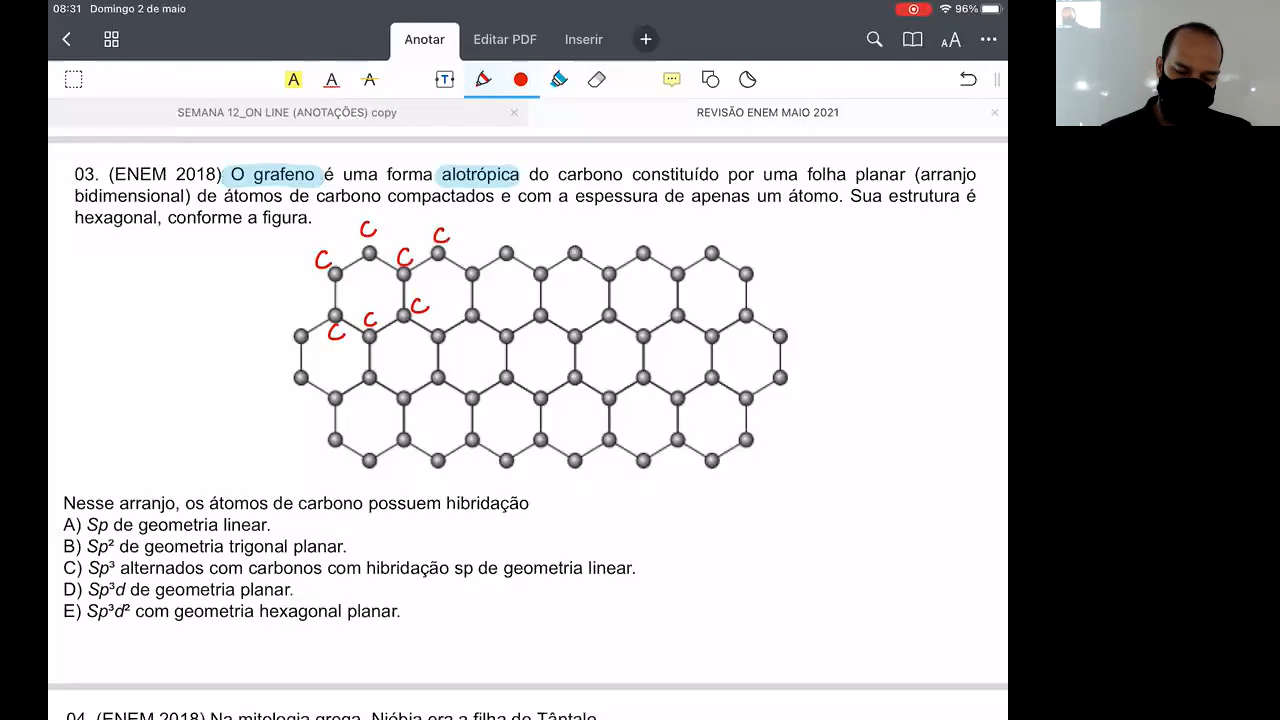 08:31 Domingo 2 de maio
96%
Anotar
Editar PDF
Inserir
AA
A
A
A
T
SEMANA 12_ON LINE (ANOTAÇÕES) copy
REVISÃO ENEM MAIO 2021
03. (ENEM 2018) O grafeno é uma forma alotrópica do carbono constituído por uma folha planar (arranjo
bidimensional) de átomos de carbono compactados e com a espessura de apenas um átomo. Sua estrutura é
hexagonal, conforme a figura.
C
C
C
C
C
C
C
Nesse arranjo, os átomos de carbono possuem hibridação
A) Sp de geometria linear.
B) Sp² de geometria trigonal planar.
C) Sp³ alternados com carbonos com hibridação sp de geometria linear.
D) Sp³d de geometria planar.
E) Sp³d² com geometria hexagonal planar.
04. (ENEM 2018) Na mitologia grega, Nióbia era a filha de Tântalo